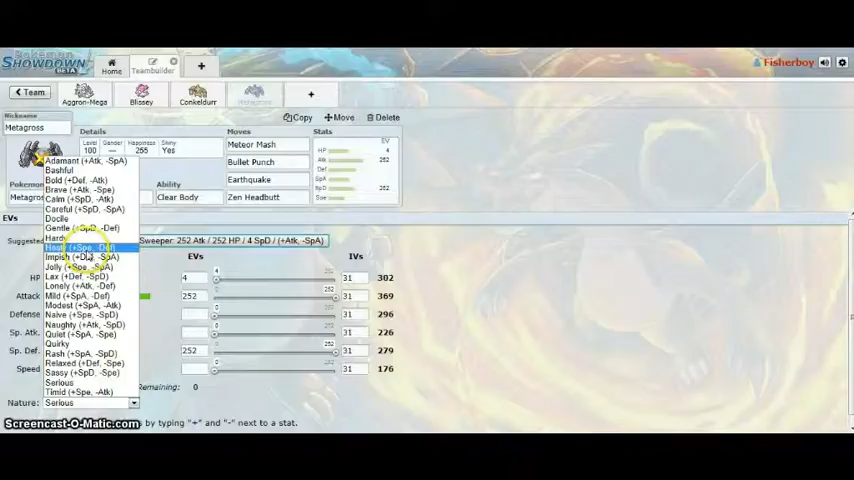 Pokémon
SHOWDOWN
BETA
Home
Teambuilder
+
Fisherboy
< Team
Aggron-Mega
Blissey
Conkeldurr
Metagross
+
Copy Move Delete
Nickname
Metagross
Details
Level Gender Happiness Shiny
100 — 255 Yes
Moves
Meteor Mash
Bullet Punch
Earthquake
Zen Headbutt
Stats
EV
HP 4
Atk 252
Def
SpA
SpD 252
Spe
Ability
Clear Body
EVs
Sweeper: 252 Atk / 252 HP / 4 SpD / (+Atk, -SpA)
EVs IVs
HP 4 4 31 302
Attack 252 252 31 369
Defense 0 31 296
Sp. Atk. 0 31 226
Sp. Def. 252 252 31 279
Speed 0 31 176
Remaining: 0
Adamant (+Atk, -SpA)
Bashful
Bold (+Def, -Atk)
Brave (+Atk, -Spe)
Calm (+SpD, -Atk)
Careful (+SpD, -SpA)
Docile
Gentle (+SpD, -Def)
Hardy
Hasty (+Spe, -Def)
Impish (+Def, -SpA)
Jolly (+Spe, -SpA)
Lax (+Def, -SpD)
Lonely (+Atk, -Def)
Mild (+SpA, -Def)
Modest (+SpA, -Atk)
Naive (+Spe, -SpD)
Naughty (+Atk, -SpD)
Quiet (+SpA, -Spe)
Quirky
Rash (+SpA, -SpD)
Relaxed (+Def, -Spe)
Sassy (+SpD, -Spe)
Serious
Timid (+Spe, -Atk)
Nature: Serious
by typing "+" and "-" next to a stat.
Screencast-O-Matic.com